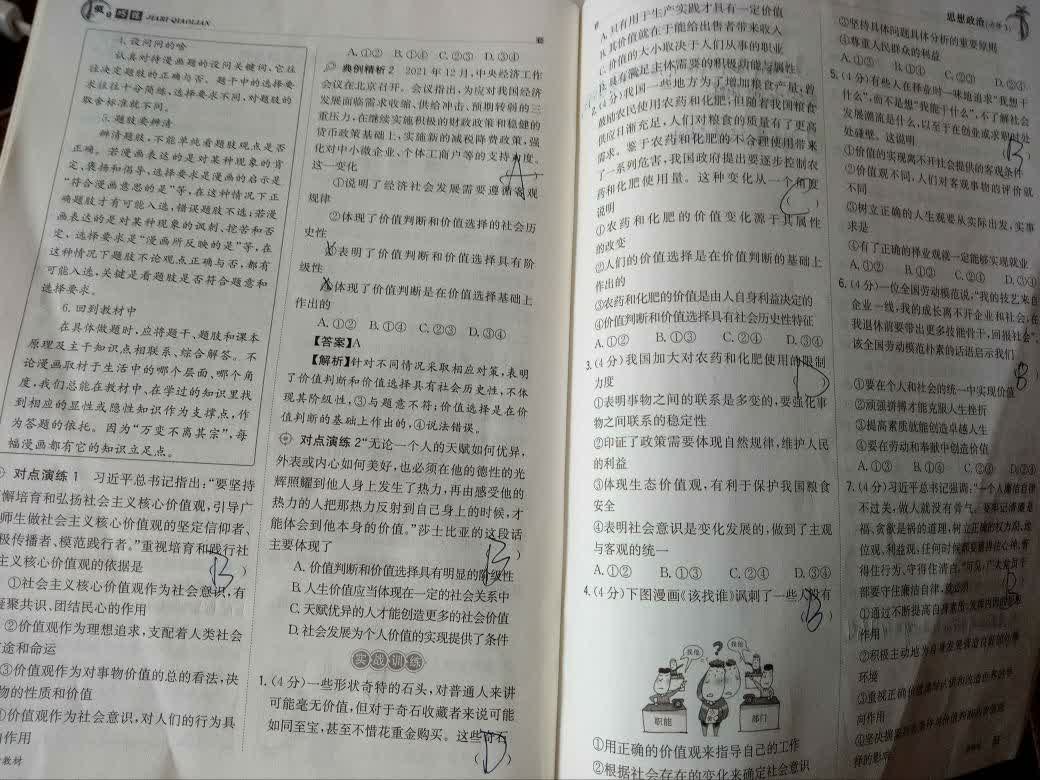 假日巧练 JIARI QIAOLIAN
4. 设问词的啥
认真对待漫画题的设问关键词,它往
往决定题肢的正确与否。题干中的选择要
求往往十分简练,选择要求不同,对题肢的
取舍标准就不同。
5. 题肢要辨清
辨清题肢,不能单纯看题肢观点是否
正确。若漫画表达的是对某种现象的肯
定、褒扬和倡导,选择要求是漫画的启示是
“符合漫画意思的是”等,在这种情况下正
确题肢才有可能入选,错误题肢不选;若漫
画表达的是对某种现象的讽刺、挖苦和否
定,选择要求是“漫画所反映的是”等,在
这种情况下题肢不论观点正确与否,都有
可能入选,关键是看题肢是否符合题意和
选择要求。
6. 回到教材中
在具体做题时,应将题干、题肢和课本
原理及主干知识点相联系、综合解答。不
论漫画取材于生活中的哪个层面、哪个角
度,我们总能在教材中,在学过的知识里找
到相应的显性或隐性知识作为支撑点,作
为答题的依托。因为“万变不离其宗”,每
幅漫画都有它的知识立足点。
对点演练 1 习近平总书记指出:“要坚持
解培育和弘扬社会主义核心价值观,引导广
师生做社会主义核心价值观的坚定信仰者、
极传播者、模范践行者。”重视培育和践行社
主义核心价值观的依据是 ( B )
①社会主义核心价值观作为社会意识,有
凝聚共识、团结民心的作用
②价值观作为理想追求,支配着人类社会
途和命运
③价值观作为对事物价值的总的看法,决
物的性质和价值
④价值观作为社会意识,对人们的行为具
作用
教材
A. ①② B. ①④ C. ②③ D. ③④
典例精析 2 2021 年 12 月,中央经济工作
会议在北京召开。会议指出,为应对我国经济
发展面临需求收缩、供给冲击、预期转弱的三
重压力,在继续实施积极的财政政策和稳健的
货币政策基础上,实施新的减税降费政策,强
化对中小微企业、个体工商户等的支持力度。
这一变化 ( A )
①说明了经济社会发展需要遵循客观
规律
②体现了价值判断和价值选择的社会历
史性
③表明了价值判断和价值选择具有阶
级性
④体现了价值判断是在价值选择基础上
作出的
A. ①② B. ①④ C. ②③ D. ③④
【答案】A
【解析】针对不同情况采取相应对策,表明
了价值判断和价值选择具有社会历史性,不体
现其阶级性,③与题意不符;价值选择是在价
值判断的基础上作出的,④说法错误。
对点演练 2 “无论一个人的天赋如何优异,
外表或内心如何美好,也必须在他的德性的光
辉照耀到他人身上发生了热力,再由感受他的
热力的人把那热力反射到自己身上的时候,才
能体会到他本身的价值。”莎士比亚的这段话
主要体现了 ( B )
A. 价值判断和价值选择具有明显的阶级性
B. 人生价值应当体现在一定的社会关系中
C. 天赋优异的人才能创造更多的社会价值
D. 社会发展为个人价值的实现提供了条件
实战训练
1. (4 分)一些形状奇特的石头,对普通人来讲
可能毫无价值,但对于奇石收藏者来说可能
如同至宝,甚至不惜花重金购买。这些奇石
( D )
A. 只有用于生产实践才具有一定价值
B. 其价值就在于能给出售者带来收入
C. 价值的大小取决于人们从事的职业
D. 具有满足主体需要的积极功能与属性
2. (4 分)我国一些地方为了增加粮食产量,曾
鼓励农民使用农药和化肥;但随着我国粮食
供应日渐充足,人们对粮食的质量有了更高
需求。鉴于农药和化肥的不合理使用带来
了一系列危害,我国政府提出要逐步控制农
药和化肥使用量。这种变化从一个角度
说明 ( C )
①农药和化肥的价值变化源于其属性
的改变
②人们的价值选择是在价值判断的基础上
作出的
③农药和化肥的价值是由人自身利益决定的
④价值判断和价值选择具有社会历史性特征
A. ①② B. ①③ C. ②④ D. ③④
3. (4 分)我国加大对农药和化肥使用的限制
力度 ( D )
①表明事物之间的联系是多变的,要强化事
物之间联系的稳定性
②印证了政策需要体现自然规律,维护人民
的利益
③体现生态价值观,有利于保护我国粮食
安全
④表明社会意识是变化发展的,做到了主观
与客观的统一
A. ①② B. ①③ C. ②④ D. ③④
4. (4 分)下图漫画《该找谁》讽刺了一些人没有
( B )
我他
?
我他
职能
部门
①用正确的价值观来指导自己的工作
②根据社会存在的变化来确定社会意识
思想政治(必修 )
③坚持具体问题具体分析的重要原则
④尊重人民群众的利益
A. ①③ B. ①④ C. ②③ D. ②④
5. (4 分)有些人在择业时一味地追求“我想干
什么”,而不是想“我能干什么”,不了解社会
发展潮流是什么,以至于在创业或求职时处
处碰壁。这说明 ( B )
①价值的实现离不开社会提供的客观条件
②价值观不同,人们对客观事物的评价就
不同
③树立正确的人生观要从实际出发,实事
求是
④有了正确的择业观就一定能够实现就业
A. ①② B. ①③ C. ②④ D. ③④
6. (4 分)一位全国劳动模范说:“我的技艺来自
企业一线,我的成长离不开企业和社会,在
我退休前要带出更多技能骨干,回报社会”。
该全国劳动模范朴素的话语启示我们
( B )
①要在个人和社会的统一中实现价值
②顽强拼搏才能克服人生挫折
③提高素质就能创造卓越人生
④要在劳动和奉献中创造价值
A. ①③ B. ①④ C. ②③ D. ②④
7. (4 分)习近平总书记强调:“一个人廉洁自律
不过关,做人就没有骨气。要牢记清廉是
福、贪欲是祸的道理,树立正确的权力观、地
位观、利益观,任何时候都要稳得住心神、管
得住行为、守得住清白。”可见,广大党员干
部要守住廉洁自律,就必须
①通过不断提高自身素质,发挥
作用
②积极主动地为自身发展营造良好的
环境
向作用